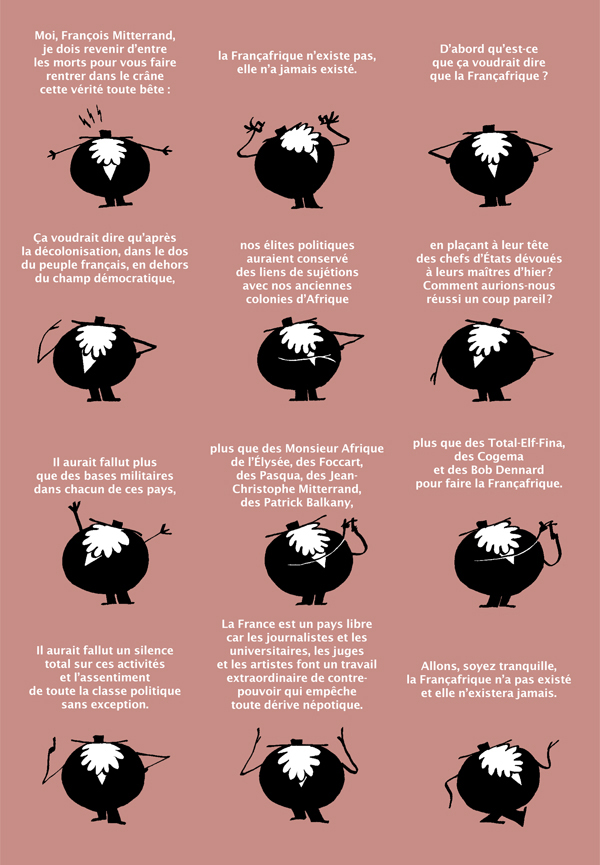 Moi, François Mitterrand,
je dois revenir d'entre
les morts pour vous faire
rentrer dans le crâne
cette vérité toute bête :
la Françafrique n'existe pas,
elle n'a jamais existé.
D'abord qu'est-ce
que ça voudrait dire
que la Françafrique ?
Ça voudrait dire qu'après
la décolonisation, dans le dos
du peuple français, en dehors
du champ démocratique,
nos élites politiques
auraient conservé
des liens de sujétions
avec nos anciennes
colonies d'Afrique
en plaçant à leur tête
des chefs d'États dévoués
à leurs maîtres d'hier ?
Comment aurions-nous
réussi un coup pareil ?
Il aurait fallut plus
que des bases militaires
dans chacun de ces pays,
plus que des Monsieur Afrique
de l'Élysée, des Foccart,
des Pasqua, des Jean-
Christophe Mitterrand,
des Patrick Balkany,
plus que des Total-Elf-Fina,
des Cogema
et des Bob Dennard
pour faire la Françafrique.
Il aurait fallut un silence
total sur ces activités
et l'assentiment
de toute la classe politique
sans exception.
La France est un pays libre
car les journalistes et les
universitaires, les juges
et les artistes font un travail
extraordinaire de contre-
pouvoir qui empêche
toute dérive népotique.
Allons, soyez tranquille,
la Françafrique n'a pas existé
et elle n'existera jamais.